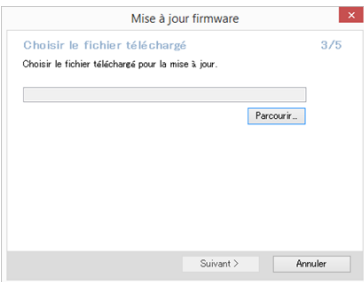 Mise à jour firmware
Choisir le fichier téléchargé 3/5
Choisir le fichier téléchargé pour la mise à jour.
Parcourir...
Suivant >
Annuler